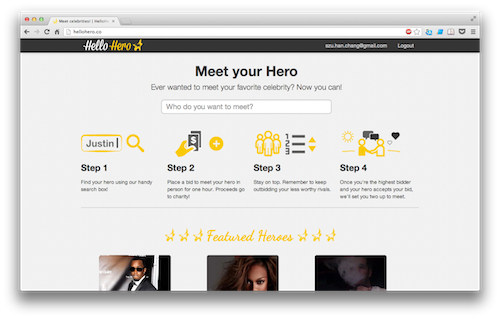 Meet celebrities! | HelloHero
hellohero.co
Hello Hero
szu.han.chang@gmail.com Logout
Meet your Hero
Ever wanted to meet your favorite celebrity? Now you can!
Who do you want to meet?
Justin
1
2
3
Step 1
Find your hero using our handy
search box!
Step 2
Place a bid to meet your hero in
person for one hour. Proceeds go
to charity!
Step 3
Stay on top. Remember to keep
outbidding your less worthy rivals.
Step 4
Once you're the highest bidder
and your hero accepts your bid,
we'll set you two up to meet.
Featured Heroes